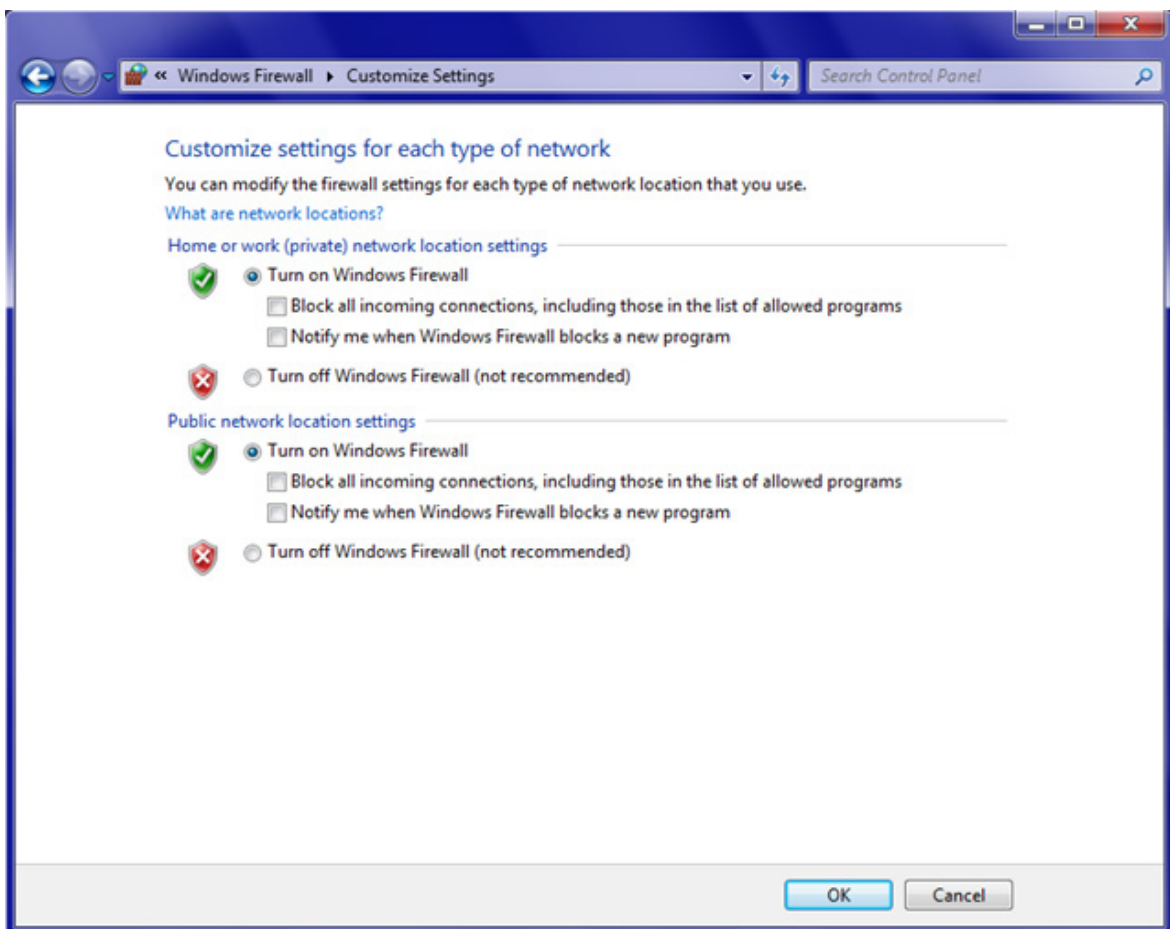 « Windows Firewall ▸ Customize Settings
Search Control Panel
Customize settings for each type of network
You can modify the firewall settings for each type of network location that you use.
What are network locations?
Home or work (private) network location settings
Turn on Windows Firewall
Block all incoming connections, including those in the list of allowed programs
Notify me when Windows Firewall blocks a new program
Turn off Windows Firewall (not recommended)
Public network location settings
Turn on Windows Firewall
Block all incoming connections, including those in the list of allowed programs
Notify me when Windows Firewall blocks a new program
Turn off Windows Firewall (not recommended)
OK
Cancel